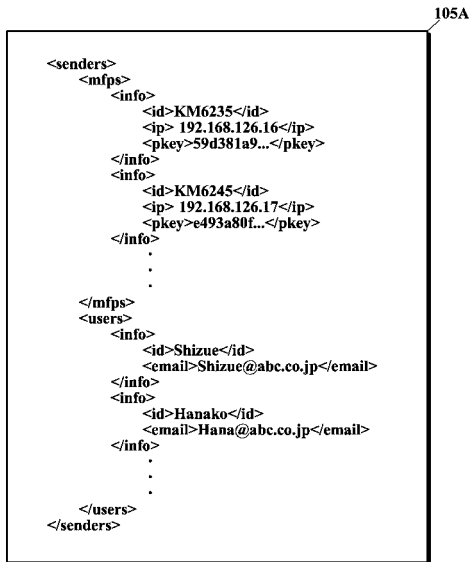 105A
<senders>
<mfps>
<info>
<id>KM6235</id>
<ip> 192.168.126.16</ip>
<pkey>59d381a9...</pkey>
</info>
<info>
<id>KM6245</id>
<ip> 192.168.126.17</ip>
<pkey>e493a80f...</pkey>
</info>
.
.
.
</mfps>
<users>
<info>
<id>Shizue</id>
<email>Shizue@abc.co.jp</email>
</info>
<info>
<id>Hanako</id>
<email>Hana@abc.co.jp</email>
</info>
.
.
.
</users>
</senders>